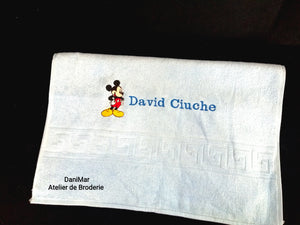 David Ciuche
DaniMar
Atelier de Broderie